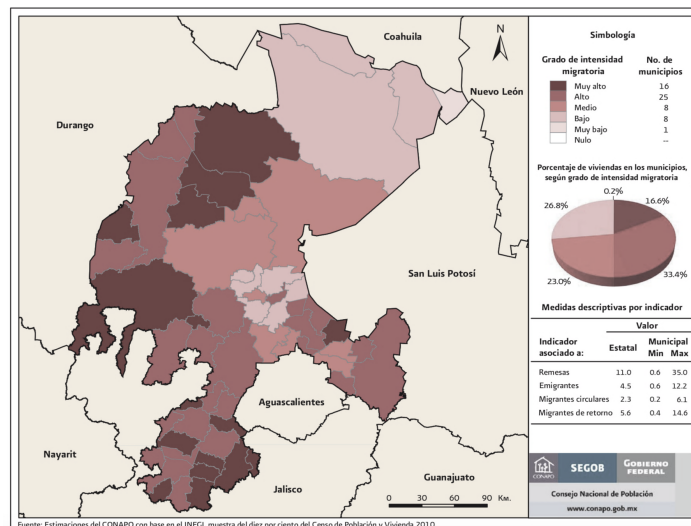 Coahuila
N
Nuevo León
Durango
San Luis Potosí
Aguascalientes
Nayarit
Jalisco
Guanajuato
0 15 30 60 90 Km.
Simbología
Grado de intensidad migratoria No. de municipios
Muy alto 16
Alto 25
Medio 8
Bajo 8
Muy bajo 1
Nulo --
Porcentaje de viviendas en los municipios,
según grado de intensidad migratoria
0.2%
26.8% 16.6%
23.0% 33.4%
Medidas descriptivas por indicador
Valor
Indicador asociado a: Estatal Municipal Min Max
Remesas 11.0 0.6 35.0
Emigrantes 4.5 0.6 12.2
Migrantes circulares 2.3 0.2 6.1
Migrantes de retorno 5.6 0.4 14.6
CONAPO
SEGOB
GOBIERNO
FEDERAL
Consejo Nacional de Población
www.conapo.gob.mx
Fuente: Estimaciones del CONAPO con base en el INEGI, muestra del diez por ciento del Censo de Población y Vivienda 2010.